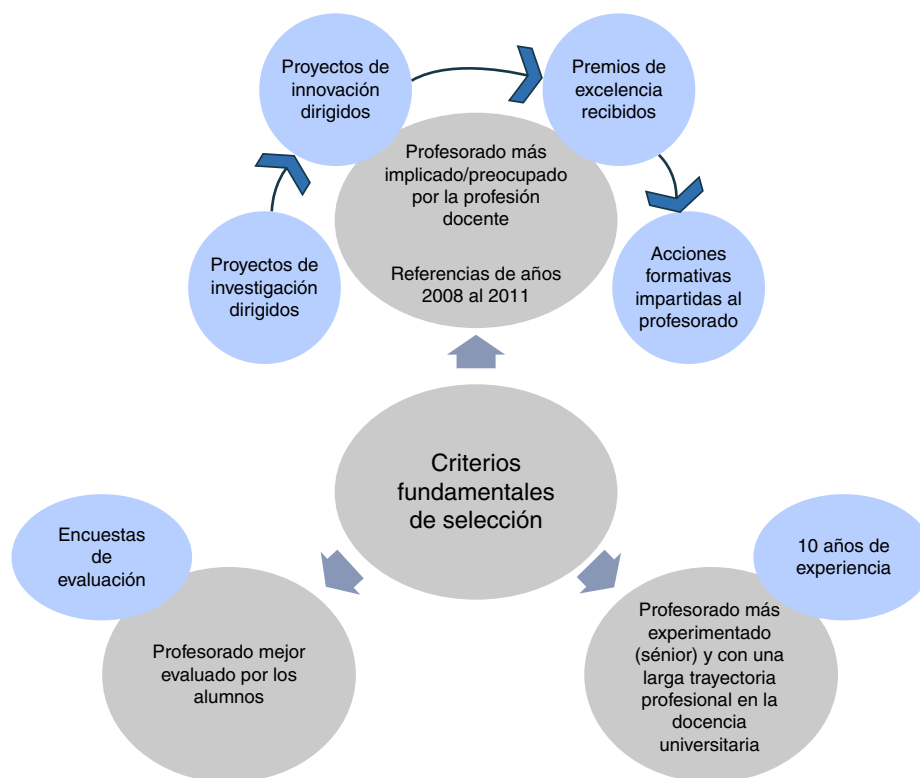 Proyectos de
innovación
dirigidos
Premios de
excelencia
recibidos
Profesorado más
implicado/preocupado
por la profesión
docente
Referencias de años
2008 al 2011
Proyectos de
investigación
dirigidos
Acciones
formativas
impartidas al
profesorado
Criterios
fundamentales
de selección
Encuestas
de
evaluación
Profesorado mejor
evaluado por los
alumnos
10 años de
experiencia
Profesorado más
experimentado
(sénior) y con una
larga trayectoria
profesional en la
docencia
universitaria